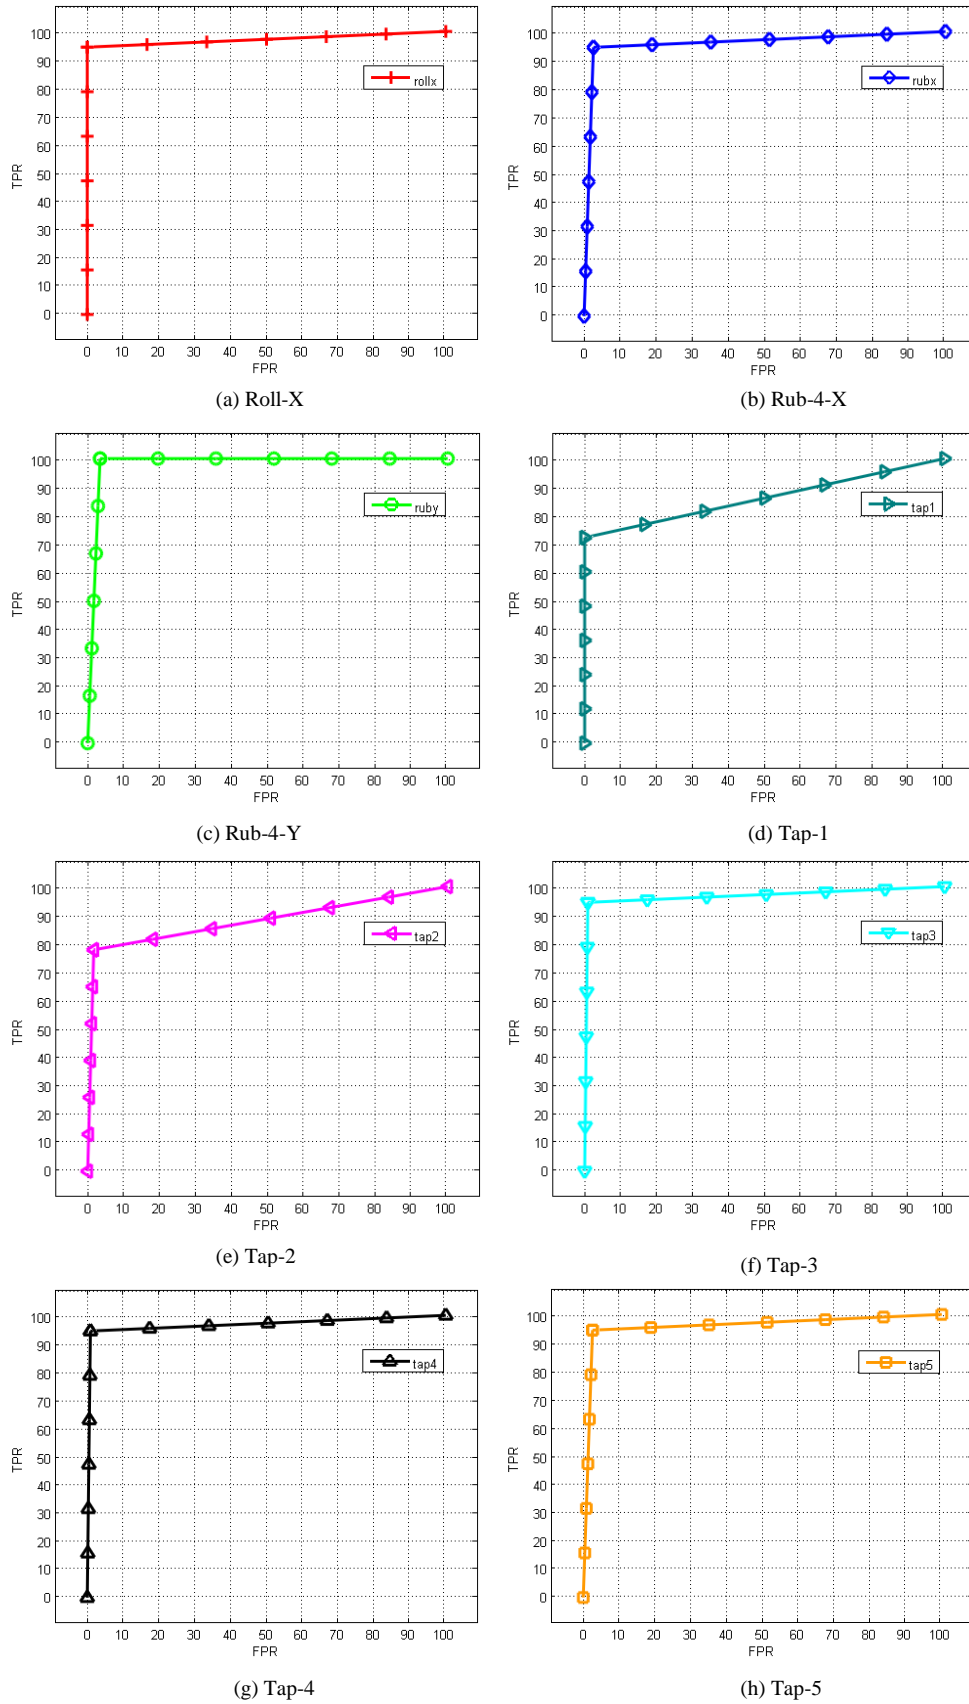 100
90
80
70
60
50
40
30
20
10
0
TPR
rollx
0 10 20 30 40 50 60 70 80 90 100
FPR
(a) Roll-X
100
90
80
70
60
50
40
30
20
10
0
TPR
rubx
0 10 20 30 40 50 60 70 80 90 100
FPR
(b) Rub-4-X
100
90
80
70
60
50
40
30
20
10
0
TPR
ruby
0 10 20 30 40 50 60 70 80 90 100
FPR
(c) Rub-4-Y
100
90
80
70
60
50
40
30
20
10
0
TPR
tap1
0 10 20 30 40 50 60 70 80 90 100
FPR
(d) Tap-1
100
90
80
70
60
50
40
30
20
10
0
TPR
tap2
0 10 20 30 40 50 60 70 80 90 100
FPR
(e) Tap-2
100
90
80
70
60
50
40
30
20
10
0
TPR
tap3
0 10 20 30 40 50 60 70 80 90 100
FPR
(f) Tap-3
100
90
80
70
60
50
40
30
20
10
0
TPR
tap4
0 10 20 30 40 50 60 70 80 90 100
FPR
(g) Tap-4
100
90
80
70
60
50
40
30
20
10
0
TPR
tap5
0 10 20 30 40 50 60 70 80 90 100
FPR
(h) Tap-5